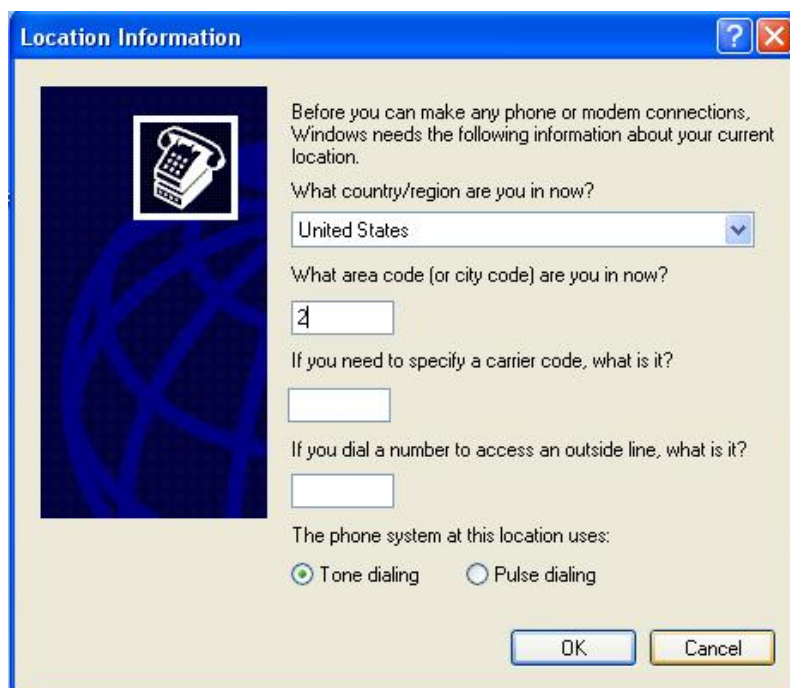 Location Information
Before you can make any phone or modem connections,
Windows needs the following information about your current
location.
What country/region are you in now?
United States
What area code (or city code) are you in now?
2
If you need to specify a carrier code, what is it?
If you dial a number to access an outside line, what is it?
The phone system at this location uses:
Tone dialing Pulse dialing
OK Cancel